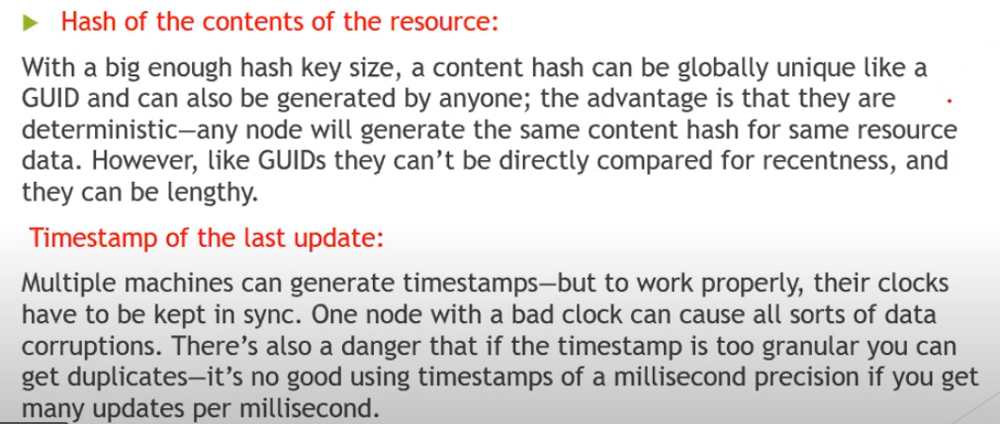 Hash of the contents of the resource:
With a big enough hash key size, a content hash can be globally unique like a
GUID and can also be generated by anyone; the advantage is that they are
deterministic—any node will generate the same content hash for same resource
data. However, like GUIDs they can't be directly compared for recentness, and
they can be lengthy.
Timestamp of the last update:
Multiple machines can generate timestamps—but to work properly, their clocks
have to be kept in sync. One node with a bad clock can cause all sorts of data
corruptions. There's also a danger that if the timestamp is too granular you can
get duplicates—it's no good using timestamps of a millisecond precision if you get
many updates per millisecond.